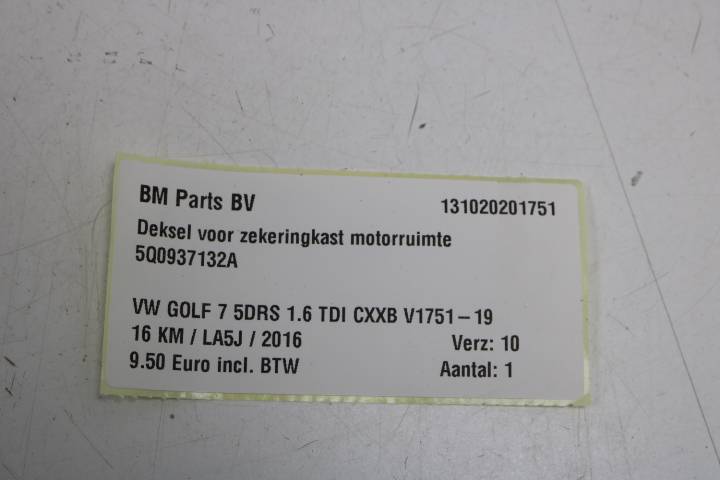 BM Parts BV 131020201751
Deksel voor zekeringkast motorruimte
5Q0937132A
VW GOLF 7 5DRS 1.6 TDI CXXB V1751-19
16 KM / LA5J / 2016 Verz: 10
9.50 Euro incl. BTW Aantal: 1